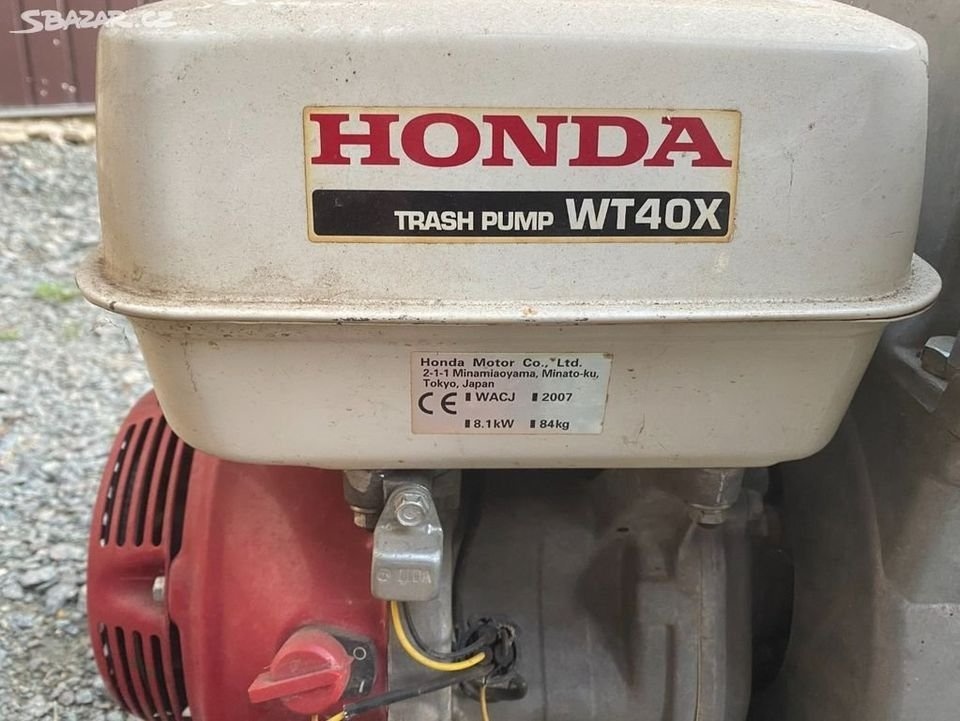 SBAZAR.CZ
HONDA
TRASH PUMP WT40X
Honda Motor Co., Ltd.
2-1-1 Minamiaoyama, Minato-ku,
Tokyo, Japan
CE WACJ 2007
8.1kW 84kg
O
I